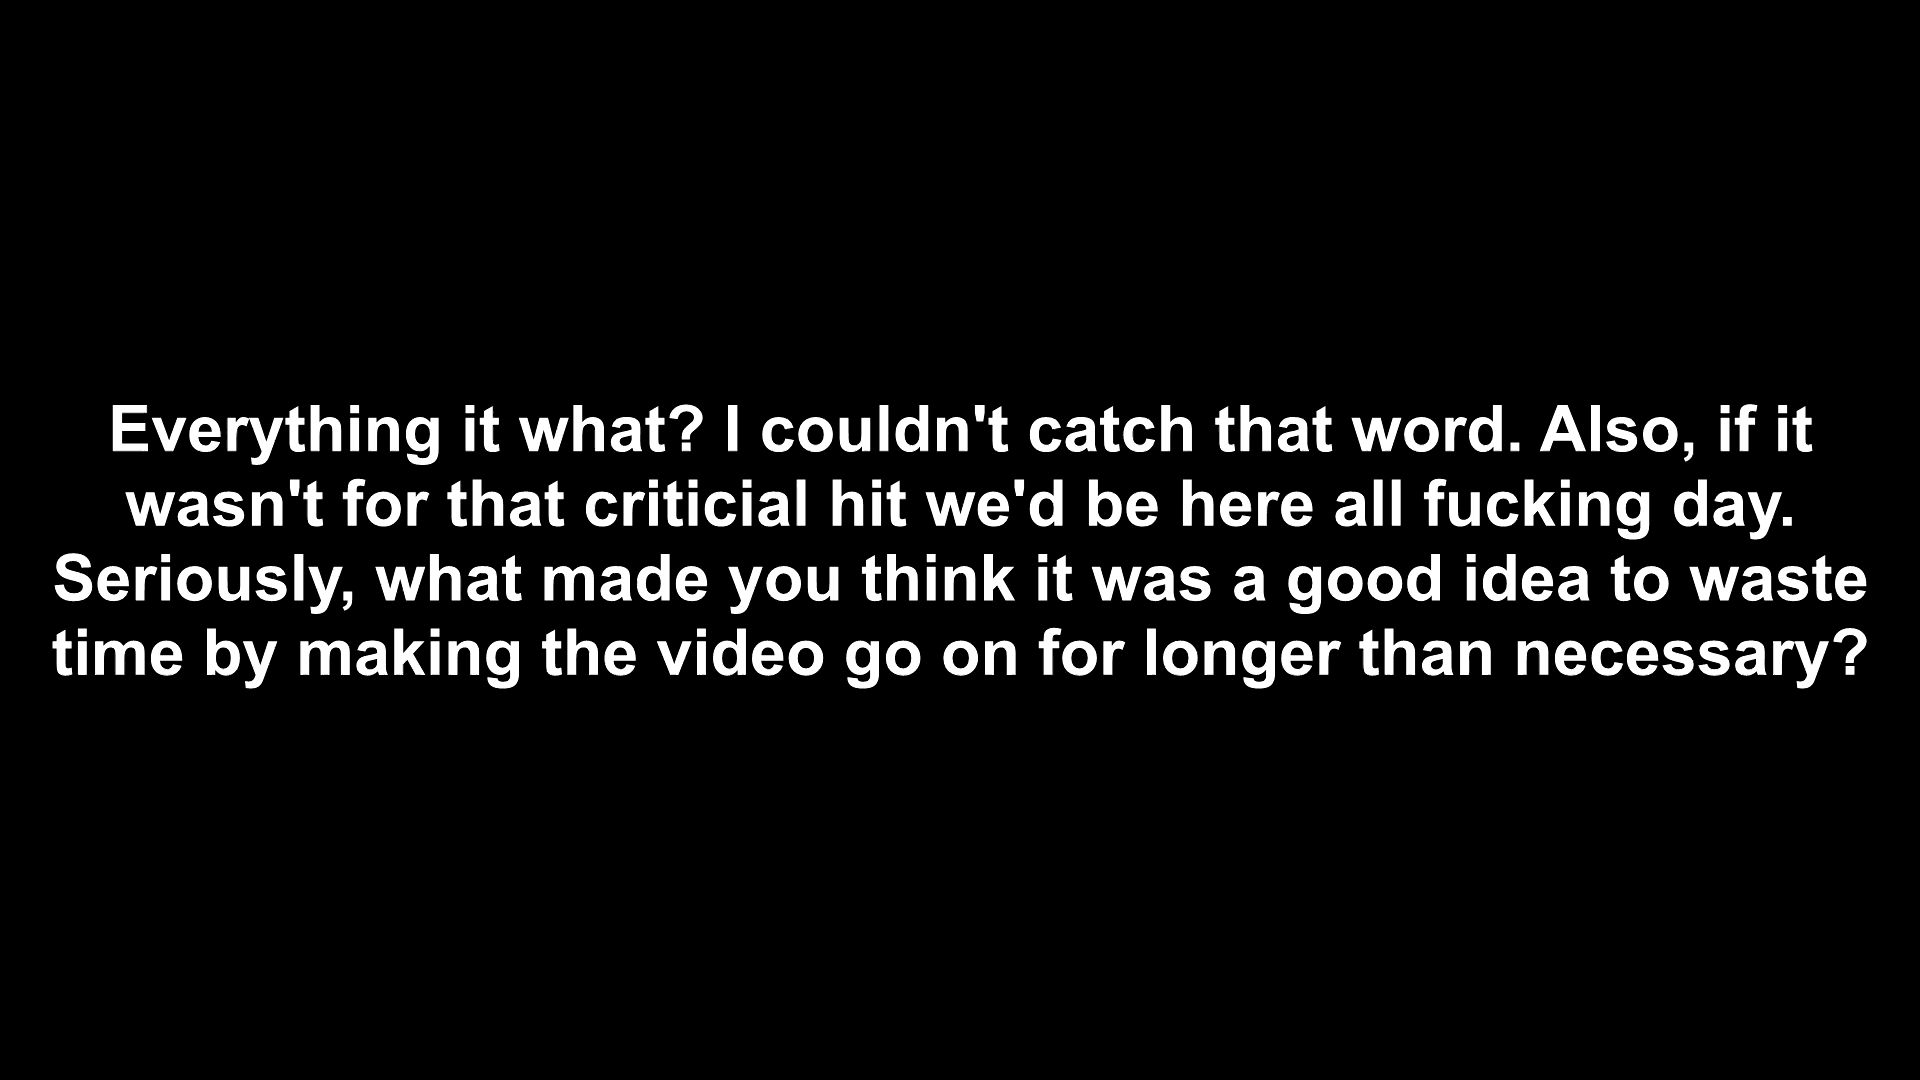 Everything it what? I couldn't catch that word. Also, if it
wasn't for that criticial hit we'd be here all fucking day.
Seriously, what made you think it was a good idea to waste
time by making the video go on for longer than necessary?